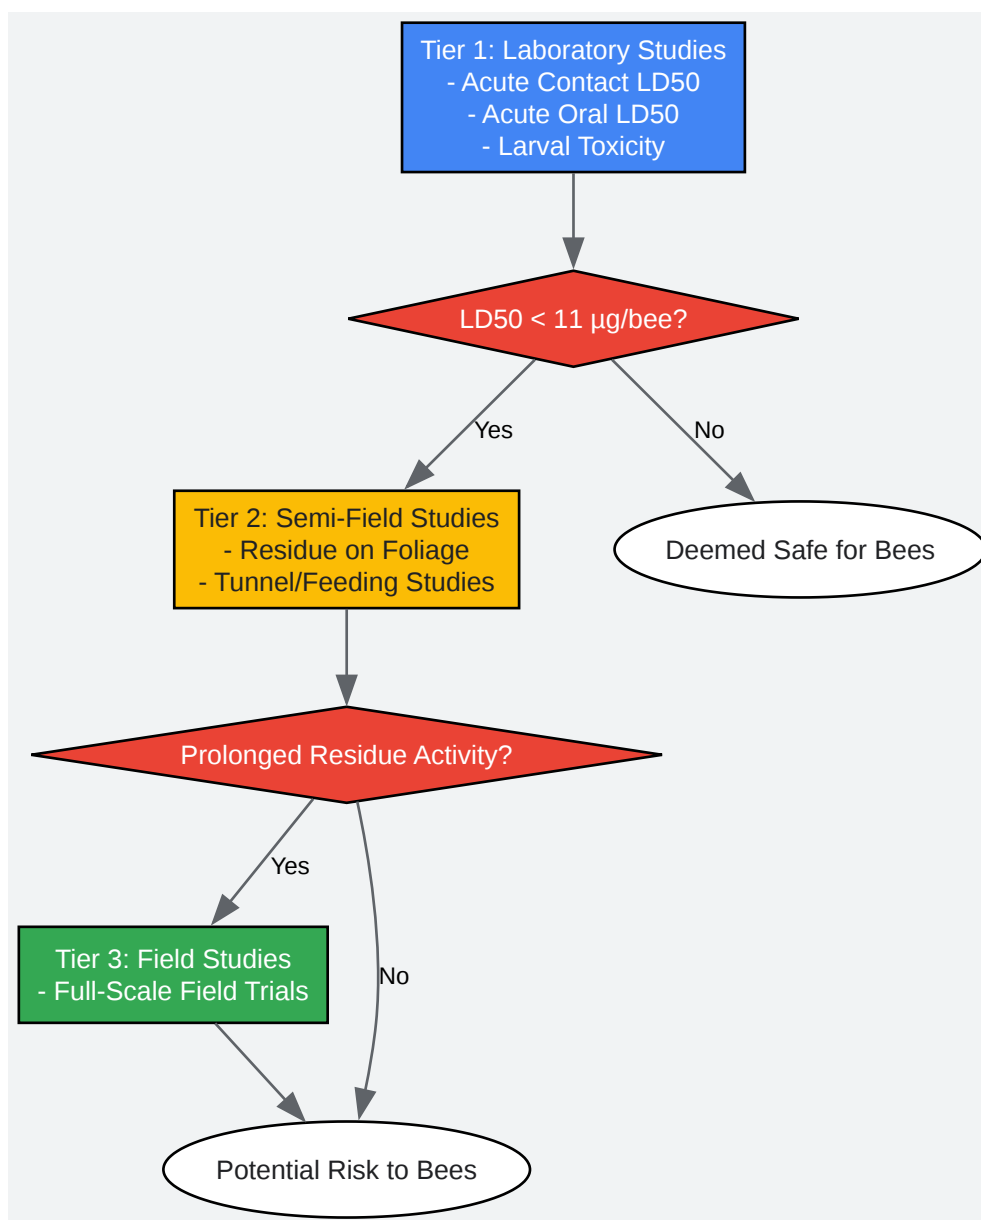 Tier 1: Laboratory Studies
- Acute Contact LD50
- Acute Oral LD50
- Larval Toxicity
LD50 < 11 µg/bee?
Yes
No
Tier 2: Semi-Field Studies
- Residue on Foliage
- Tunnel/Feeding Studies
Deemed Safe for Bees
Prolonged Residue Activity?
Yes
No
Tier 3: Field Studies
- Full-Scale Field Trials
Potential Risk to Bees